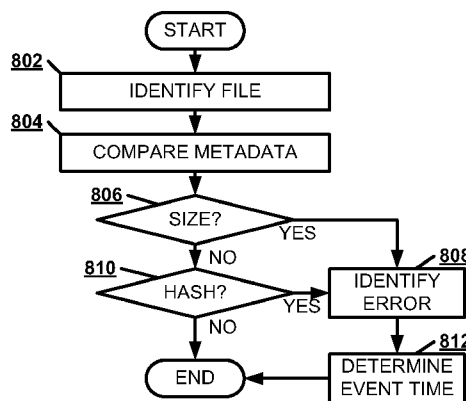 START
802
IDENTIFY FILE
804
COMPARE METADATA
806
SIZE?
YES
NO
808
810
HASH?
YES
IDENTIFY
ERROR
NO
812
DETERMINE
EVENT TIME
END